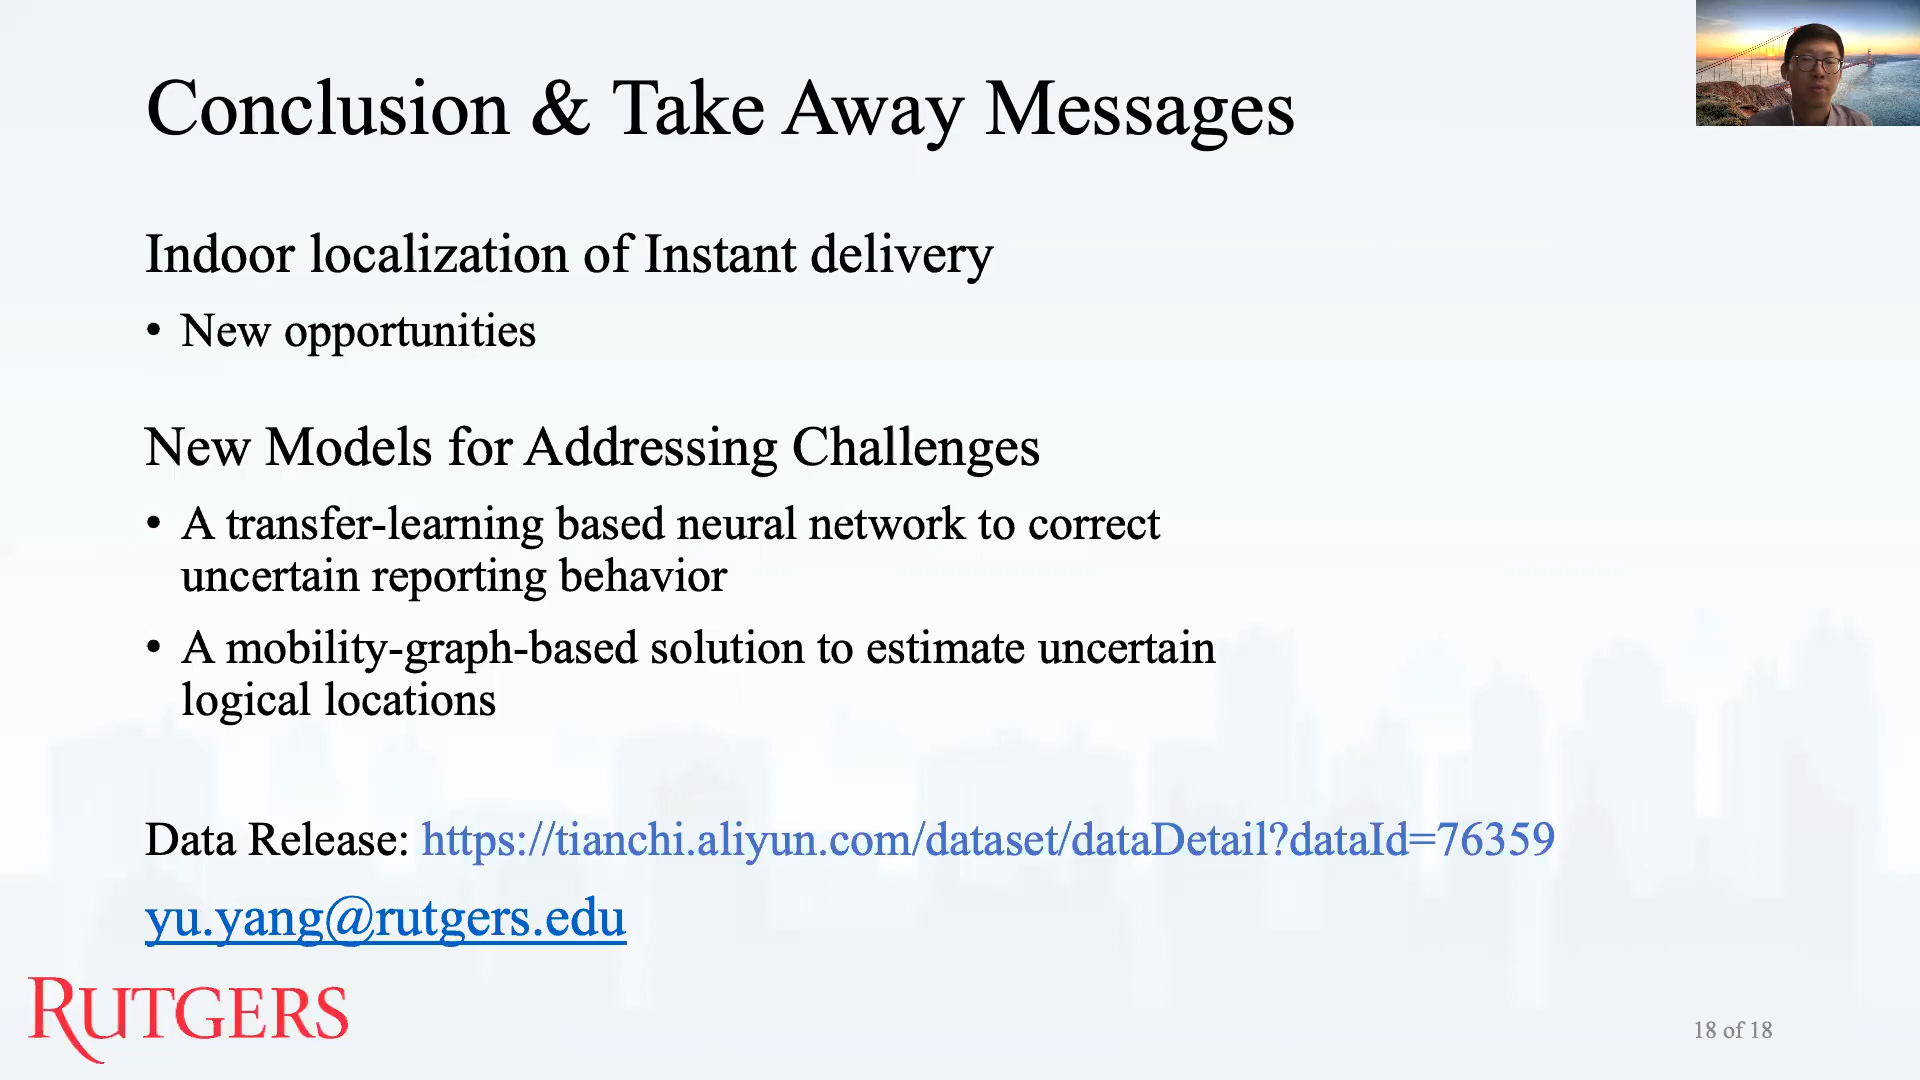 Conclusion & Take Away Messages
Indoor localization of Instant delivery
• New opportunities
New Models for Addressing Challenges
• A transfer-learning based neural network to correct
uncertain reporting behavior
• A mobility-graph-based solution to estimate uncertain
logical locations
Data Release: https://tianchi.aliyun.com/dataset/dataDetail?dataId=76359
yu.yang@rutgers.edu
RUTGERS
18 of 18